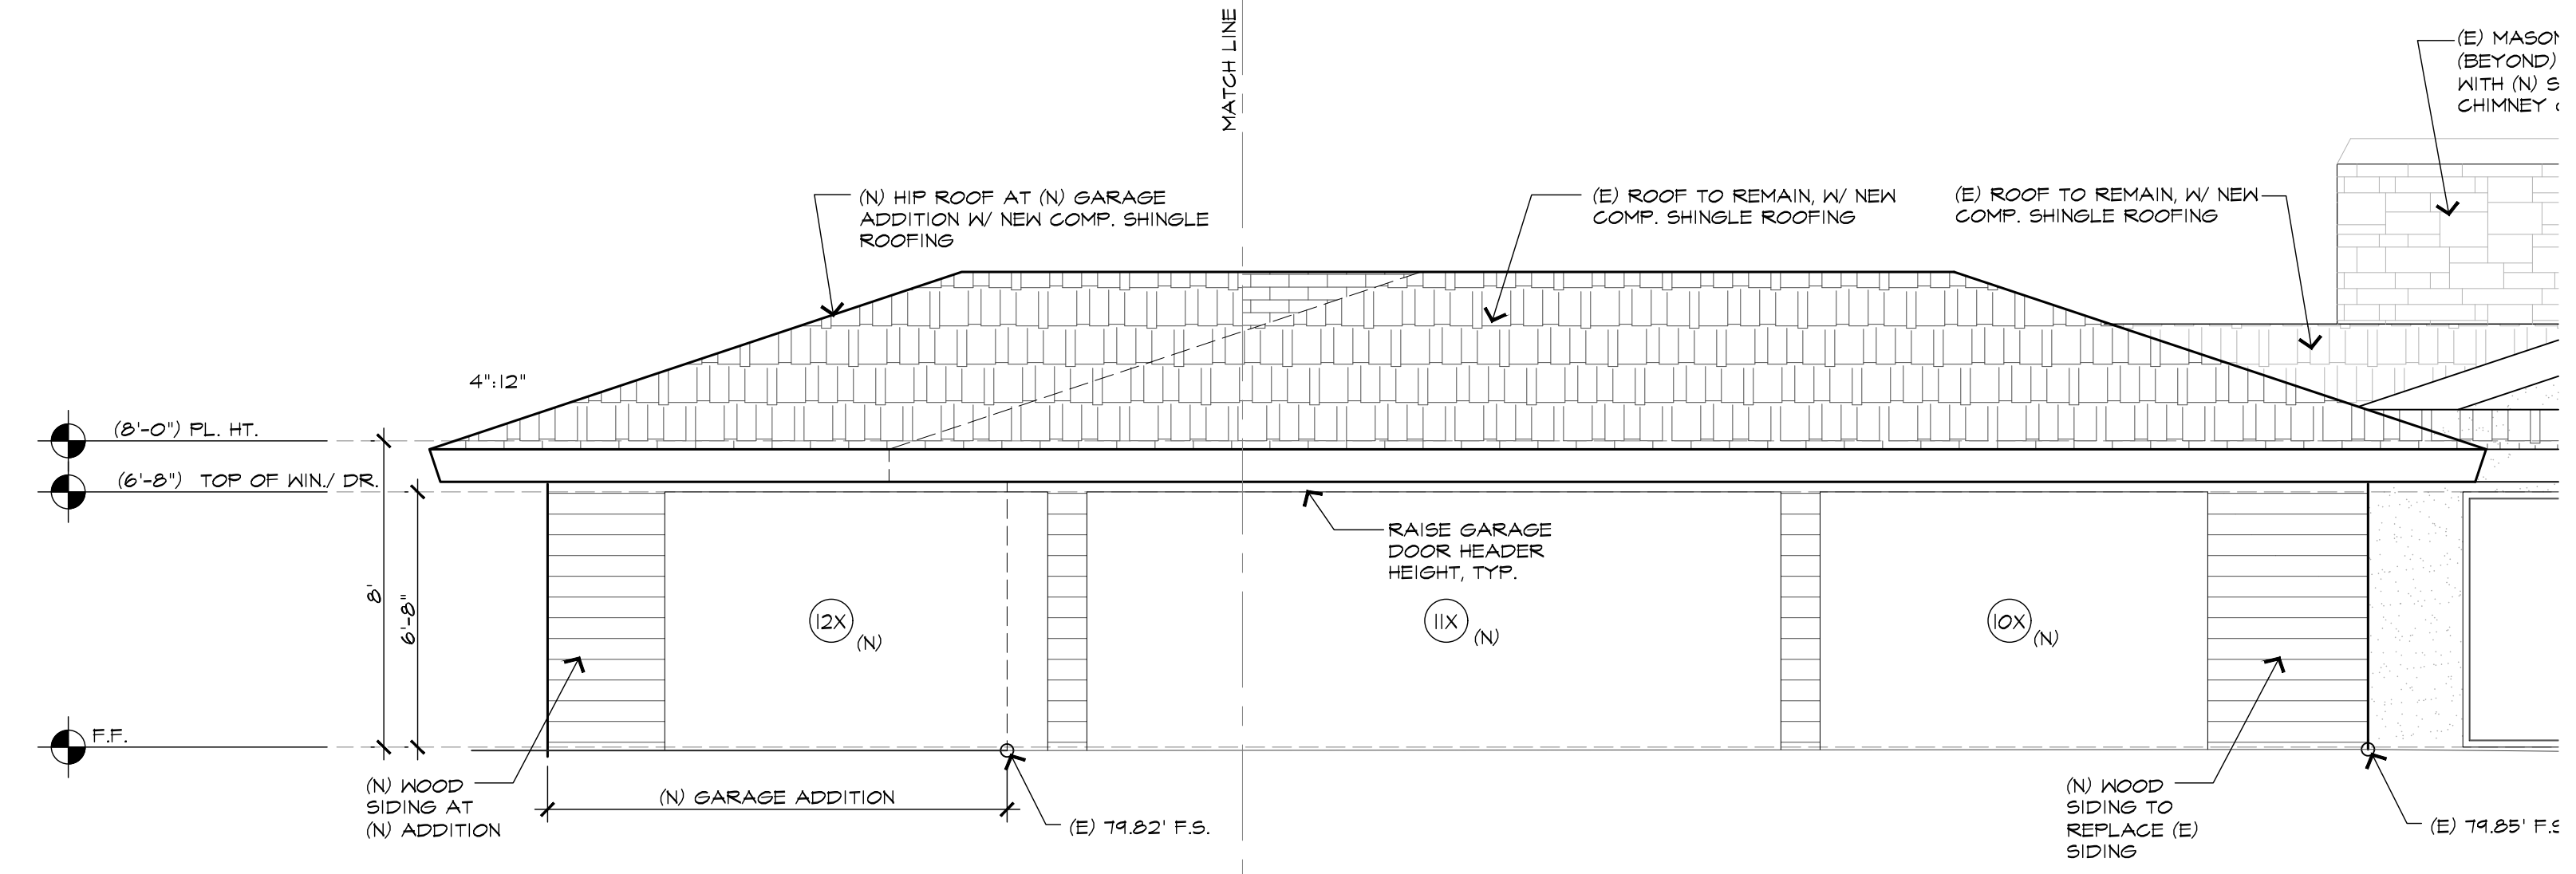 MATCH LINE
(E) MASON
(BEYOND)
WITH (N) S
CHIMNEY
(N) HIP ROOF AT (N) GARAGE
ADDITION W/ NEW COMP. SHINGLE
ROOFING
(E) ROOF TO REMAIN, W/ NEW
COMP. SHINGLE ROOFING
(E) ROOF TO REMAIN, W/ NEW
COMP. SHINGLE ROOFING
4":12"
(8'-0") PL. HT.
(6'-8") TOP OF WIN./ DR.
RAISE GARAGE
DOOR HEADER
HEIGHT, TYP.
8'
6'-8"
12X
(N)
11X
(N)
10X
(N)
F.F.
(N) WOOD
SIDING AT
(N) ADDITION
(N) GARAGE ADDITION
(E) 79.82' F.S.
(N) WOOD
SIDING TO
REPLACE (E)
SIDING
(E) 79.85' F.S